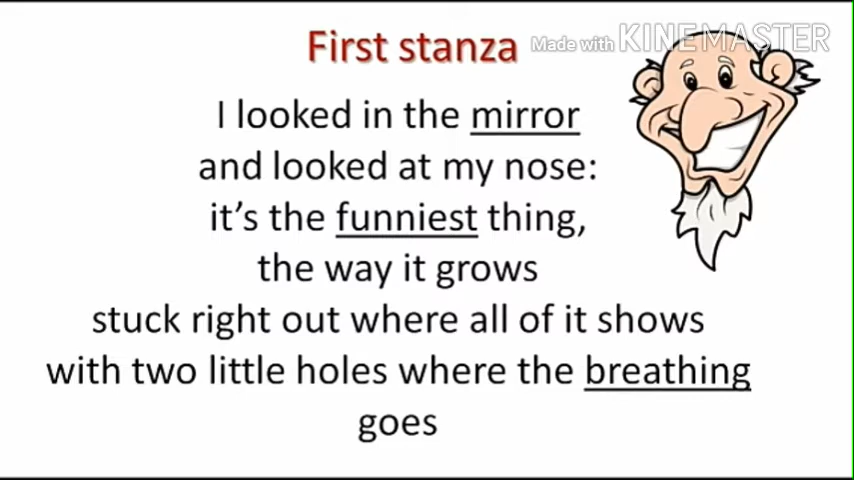 First stanza
Made with KINEMASTER
I looked in the mirror
and looked at my nose:
it's the funniest thing,
the way it grows
stuck right out where all of it shows
with two little holes where the breathing
goes